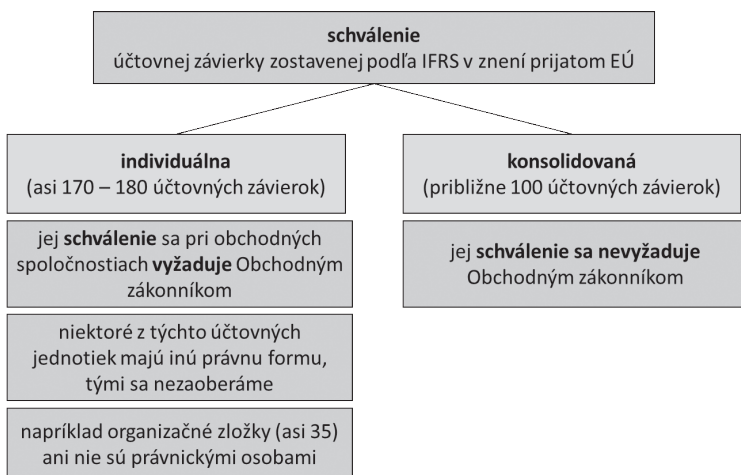 schválenie
účtovnej závierky zostavenej podľa IFRS v znení prijatom EÚ
individuálna
(asi 170 – 180 účtovných závierok)
jej schválenie sa pri obchodných
spoločnostiach vyžaduje Obchodným
zákonníkom
niektoré z týchto účtovných
jednotiek majú inú právnu formu,
tými sa nezaoberáme
napríklad organizačné zložky (asi 35)
ani nie sú právnickými osobami
konsolidovaná
(približne 100 účtovných závierok)
jej schválenie sa nevyžaduje
Obchodným zákonníkom